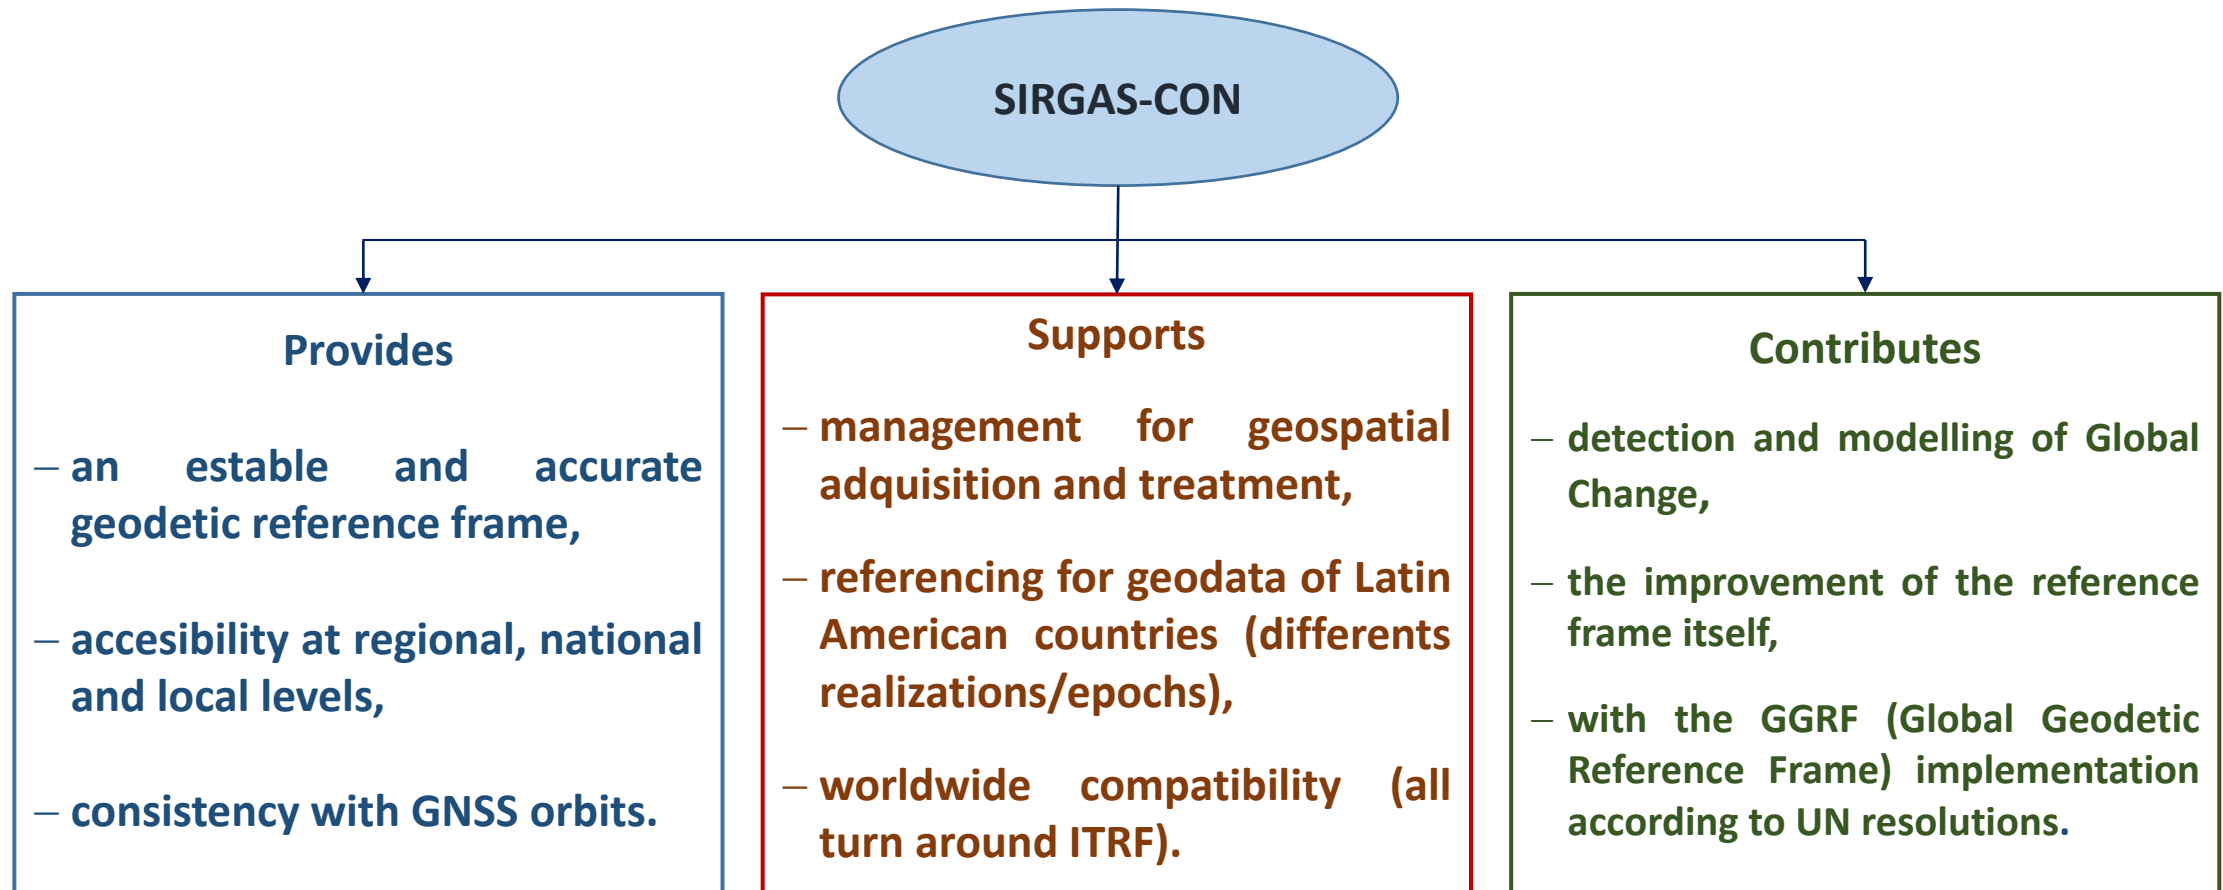 SIRGAS-CON
Provides
– an estable and accurate
geodetic reference frame,
– accesibility at regional, national
and local levels,
– consistency with GNSS orbits.
Supports
– management for geospatial
adquisition and treatment,
– referencing for geodata of Latin
American countries (differents
realizations/epochs),
– worldwide compatibility (all
turn around ITRF).
Contributes
– detection and modelling of Global
Change,
– the improvement of the reference
frame itself,
– with the GGRF (Global Geodetic
Reference Frame) implementation
according to UN resolutions.